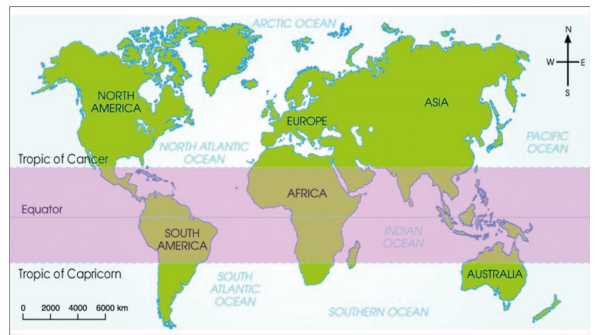 ARCTIC OCEAN
N
W
E
S
NORTH
AMERICA
EUROPE
ASIA
NORTH ATLANTIC
OCEAN
PACIFIC
OCEAN
Tropic of Cancer
AFRICA
Equator
SOUTH
AMERICA
INDIAN
OCEAN
Tropic of Capricorn
SOUTH
ATLANTIC
OCEAN
AUSTRALIA
0 2000 4000 6000 km
SOUTHERN OCEAN